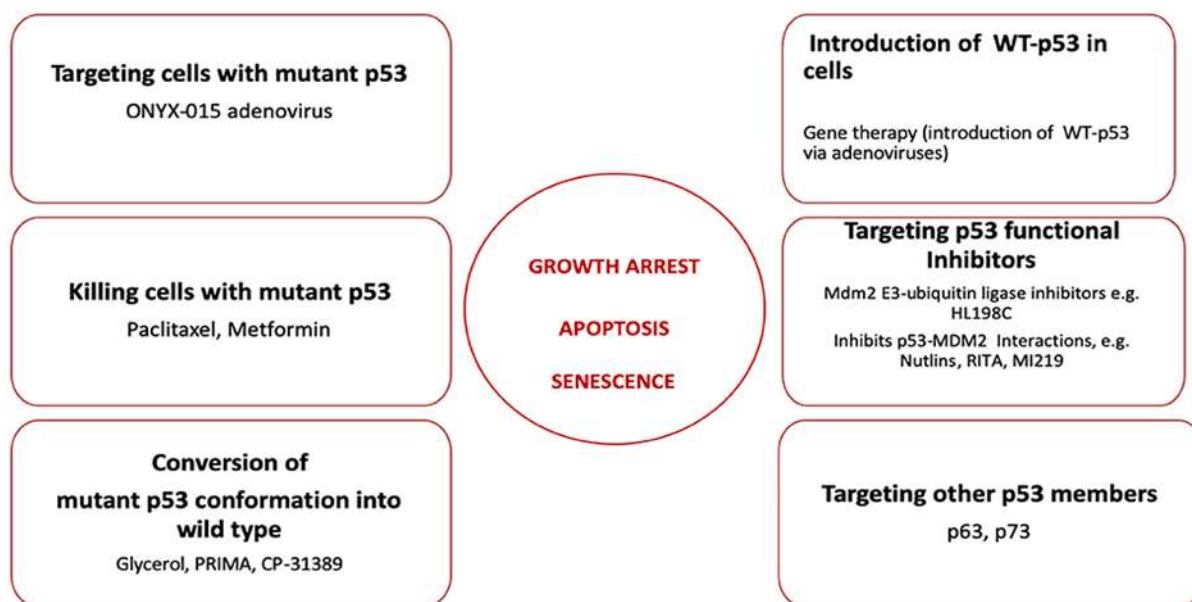 Targeting cells with mutant p53
ONYX-015 adenovirus
Killing cells with mutant p53
Paclitaxel, Metformin
Conversion of
mutant p53 conformation into
wild type
Glycerol, PRIMA, CP-31389
GROWTH ARREST
APOPTOSIS
SENESCENCE
Introduction of WT-p53 in
cells
Gene therapy (introduction of WT-p53
via adenoviruses)
Targeting p53 functional
Inhibitors
Mdm2 E3-ubiquitin ligase inhibitors e.g.
HL198C
Inhibits p53-MDM2 Interactions, e.g.
Nutlins, RITA, MI219
Targeting other p53 members
p63, p73